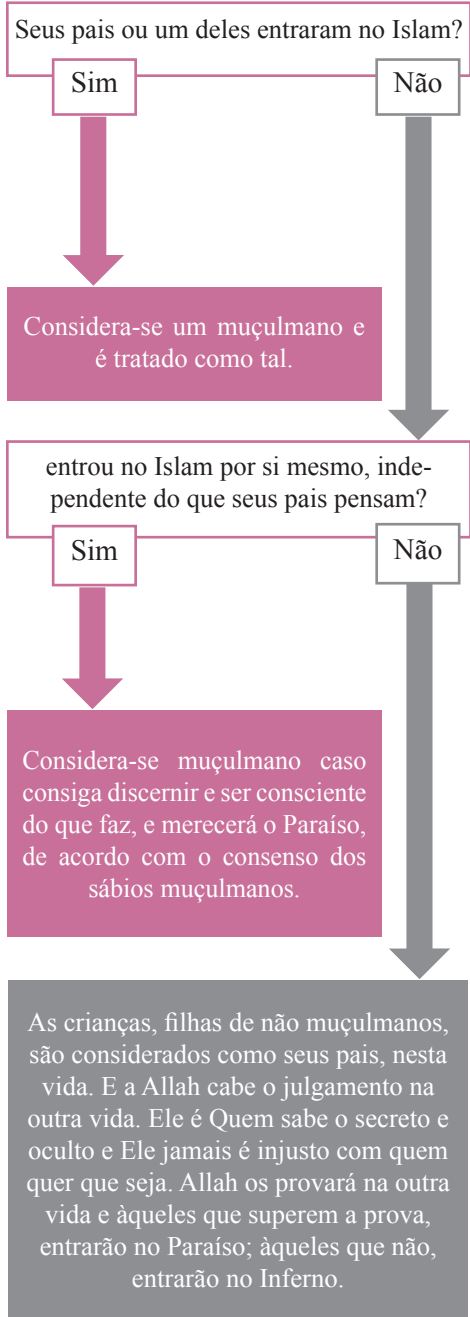 Seus pais ou um deles entraram no Islam?
Sim
Não
Considera-se um muçulmano e
é tratado como tal.
entrou no Islam por si mesmo, inde-
pendente do que seus pais pensam?
Sim
Não
Considera-se muçulmano caso
consiga discernir e ser consciente
do que faz, e merecerá o Paraíso,
de acordo com o consenso dos
sábios muçulmanos.
As crianças, filhas de não muçulmanos,
são considerados como seus pais, nesta
vida. E a Allah cabe o julgamento na
outra vida. Ele é Quem sabe o secreto e
oculto e Ele jamais é injusto com quem
quer que seja. Allah os provará na outra
vida e àqueles que superem a prova,
entrarão no Paraíso; àqueles que não,
entrarão no Inferno.